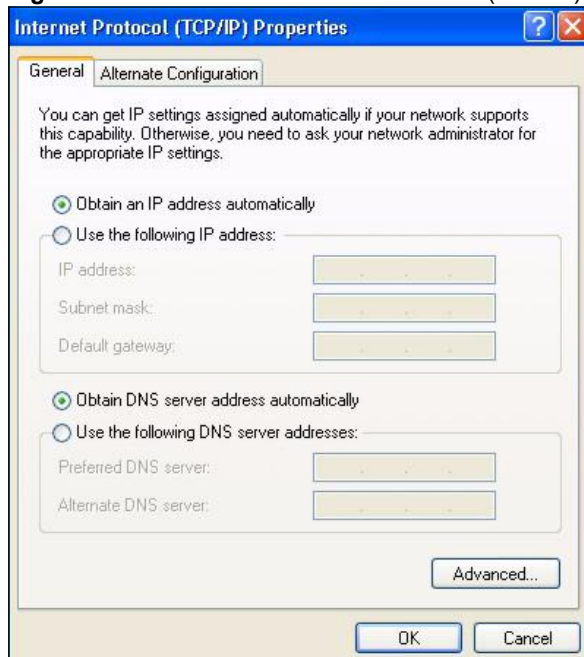 Internet Protocol (TCP/IP) Properties
General
Alternate Configuration
You can get IP settings assigned automatically if your network supports
this capability. Otherwise, you need to ask your network administrator for
the appropriate IP settings.
Obtain an IP address automatically
Use the following IP address:
IP address:
Subnet mask:
Default gateway:
Obtain DNS server address automatically
Use the following DNS server addresses:
Preferred DNS server:
Alternate DNS server:
Advanced...
OK
Cancel